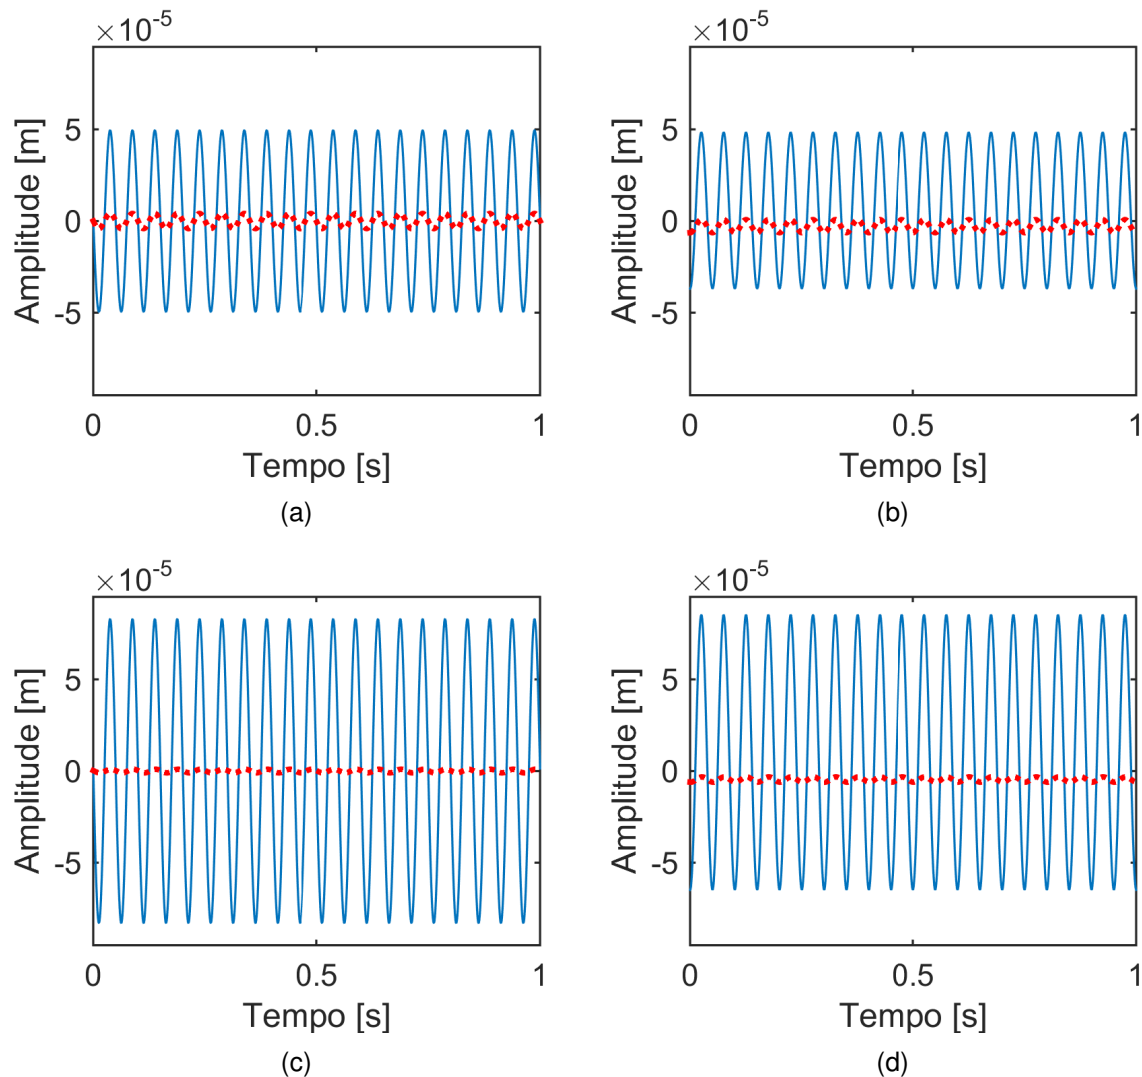 ×10-5 ×10-5
Amplitude [m] 5 0 -5 Amplitude [m] 5 0 -5
0 0.5 1 0 0.5 1
Tempo [s] Tempo [s]
(a) (b)
×10-5 ×10-5
Amplitude [m] 5 0 -5 Amplitude [m] 5 0 -5
0 0.5 1 0 0.5 1
Tempo [s] Tempo [s]
(c) (d)